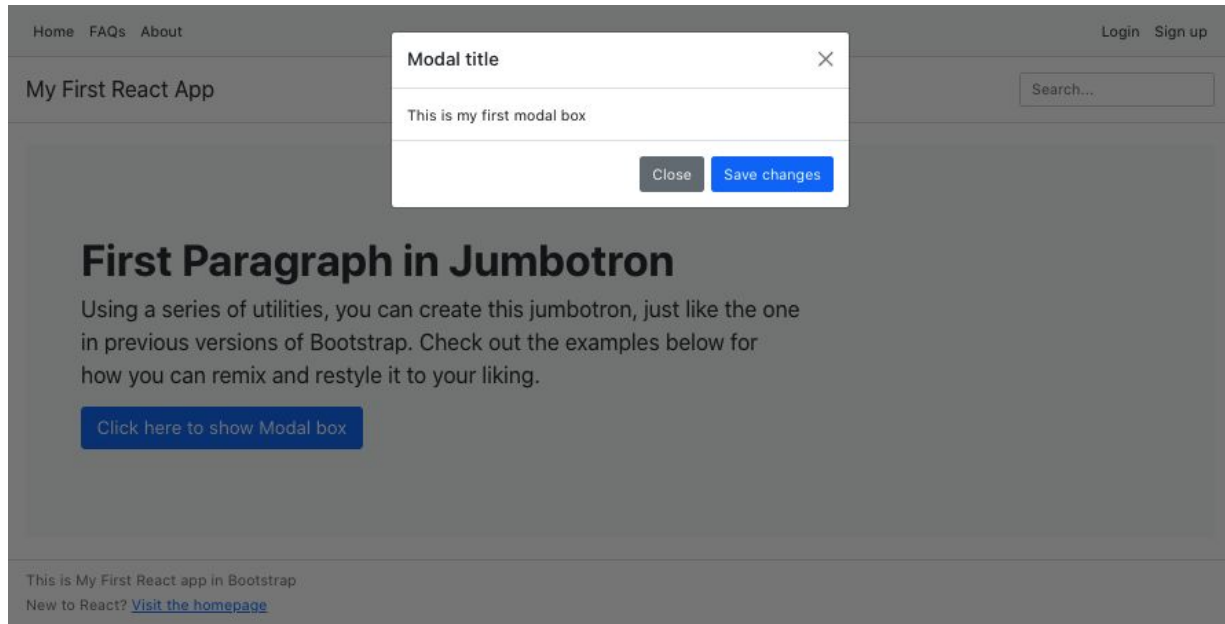 Home FAQs About
Login Sign up
My First React App
Search...
Modal title
This is my first modal box
Close Save changes
First Paragraph in Jumbotron
Using a series of utilities, you can create this jumbotron, just like the one
in previous versions of Bootstrap. Check out the examples below for
how you can remix and restyle it to your liking.
Click here to show Modal box
This is My First React app in Bootstrap
New to React? Visit the homepage